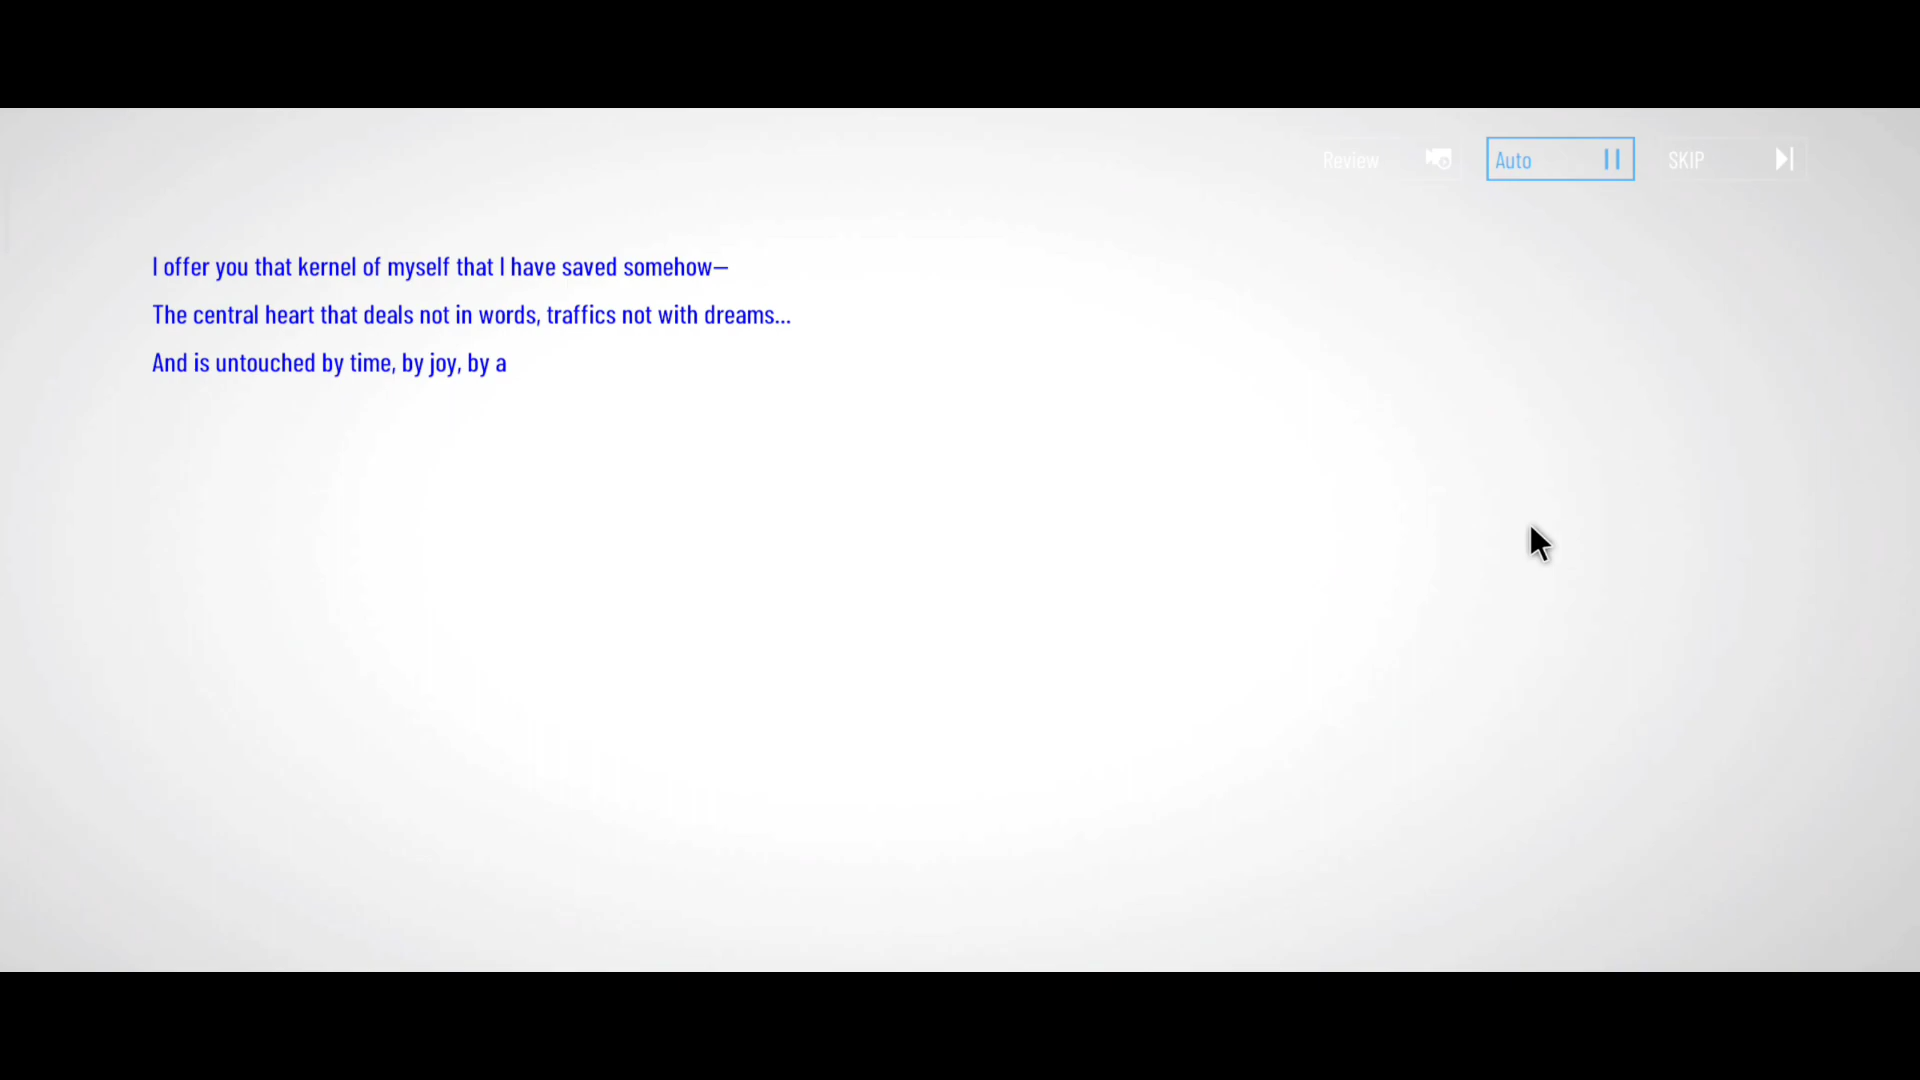 Review
Auto
SKIP
I offer you that kernel of myself that I have saved somehow—
The central heart that deals not in words, traffics not with dreams...
And is untouched by time, by joy, by a